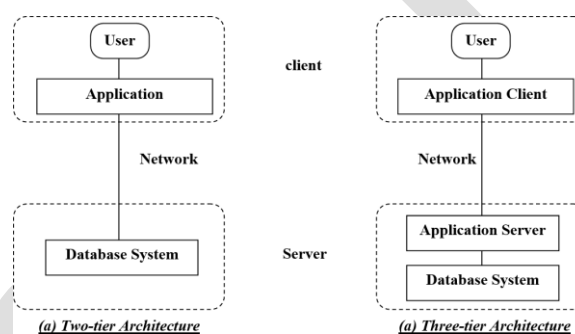 User
Application
Network
Database System
(a) Two-tier Architecture
client
Server
User
Application Client
Network
Application Server
Database System
(a) Three-tier Architecture